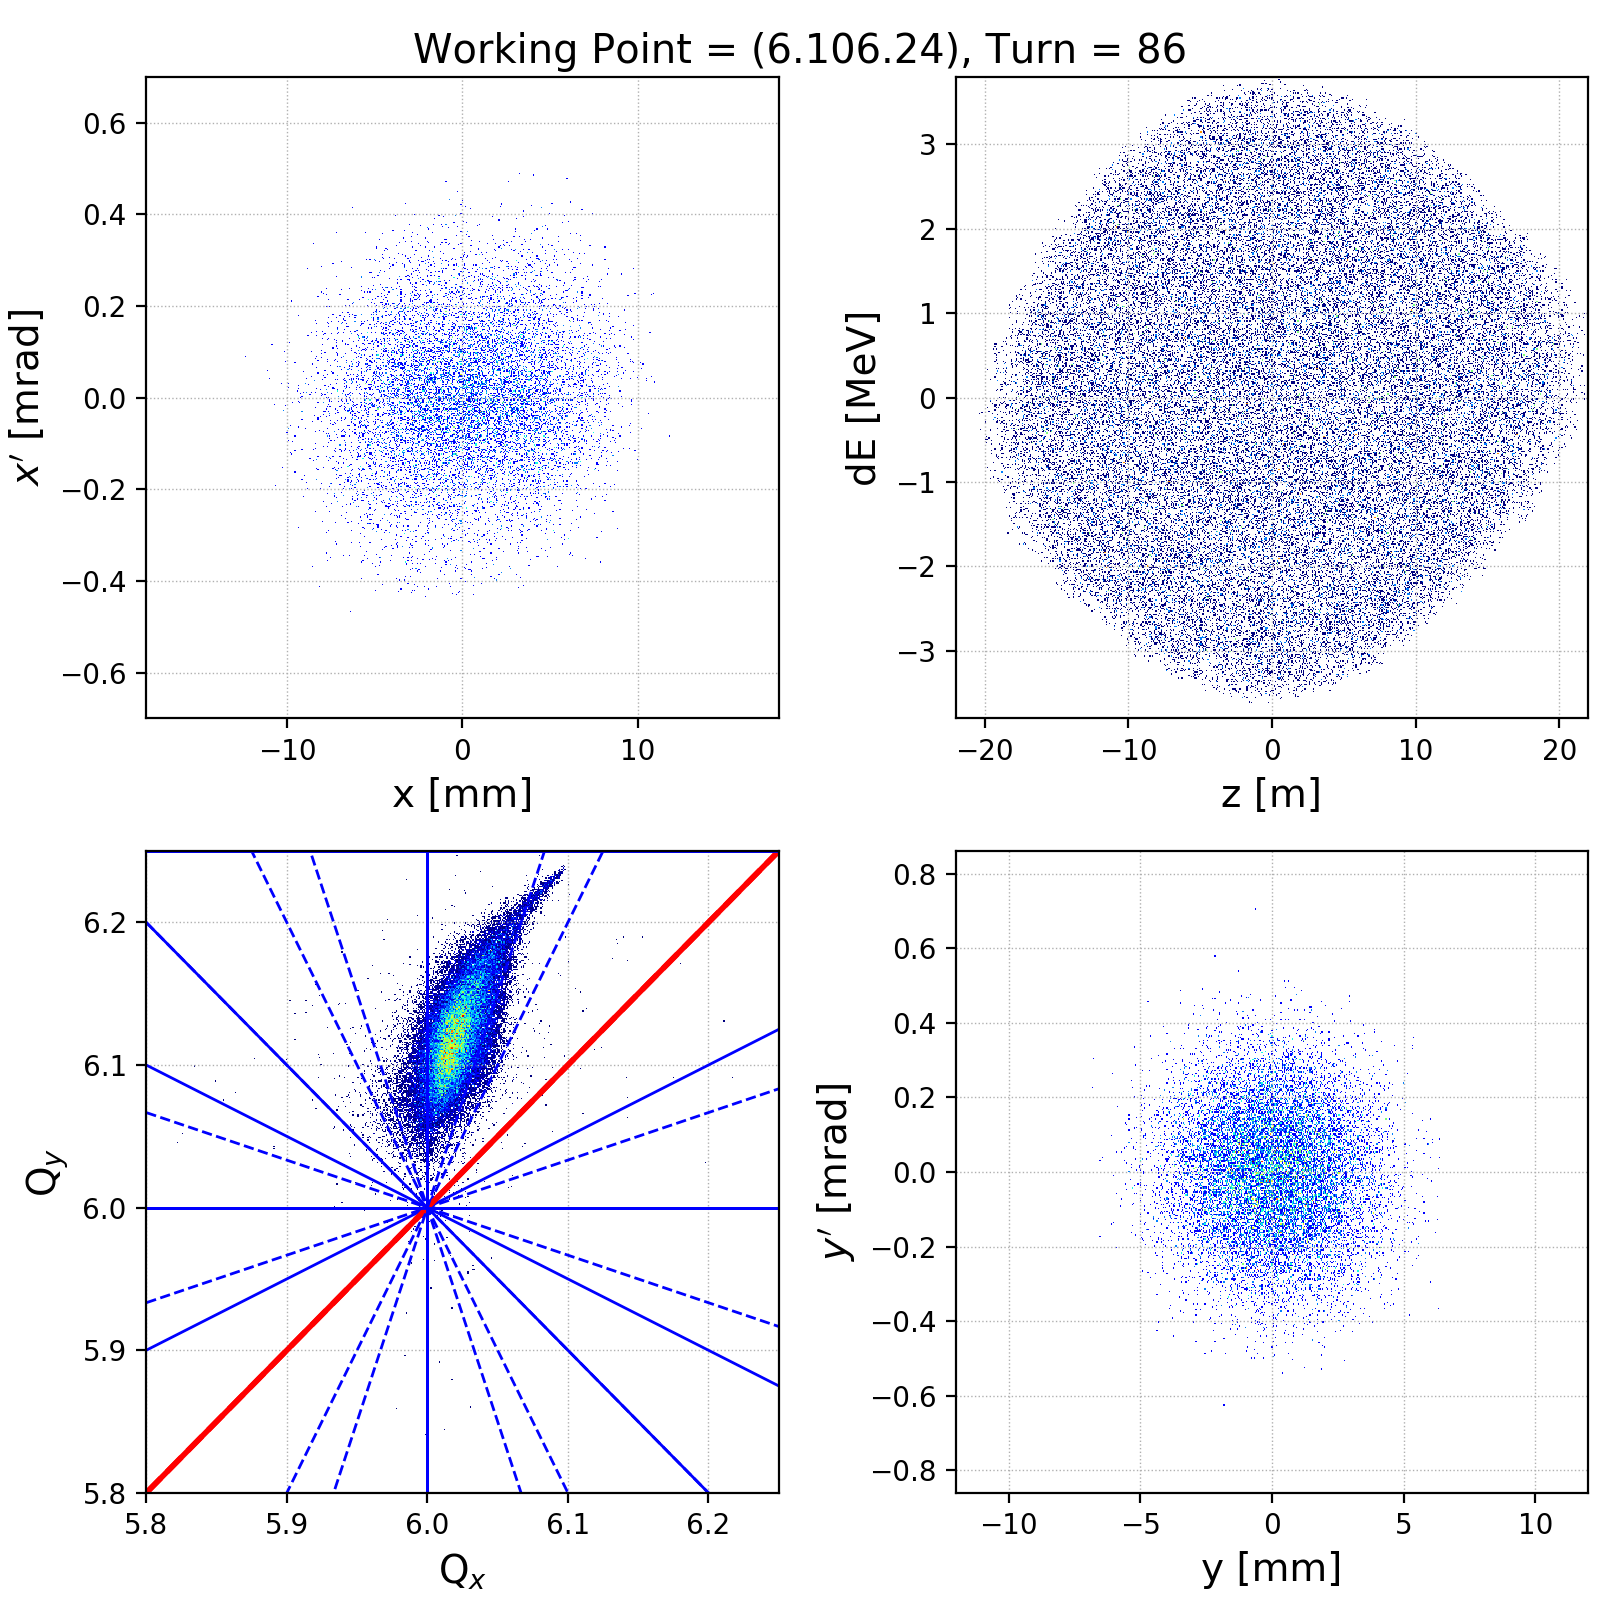 Working Point = (6.106.24), Turn = 86
0.6
0.4
0.2
0.0
−0.2
−0.4
−0.6
x′ [mrad]
−10 0 10
x [mm]
3
2
1
0
−1
−2
−3
dE [MeV]
−20 −10 0 10 20
z [m]
6.2
6.1
6.0
5.9
5.8
Qy
5.8 5.9 6.0 6.1 6.2
Qx
0.8
0.6
0.4
0.2
0.0
−0.2
−0.4
−0.6
−0.8
y′ [mrad]
−10 −5 0 5 10
y [mm]